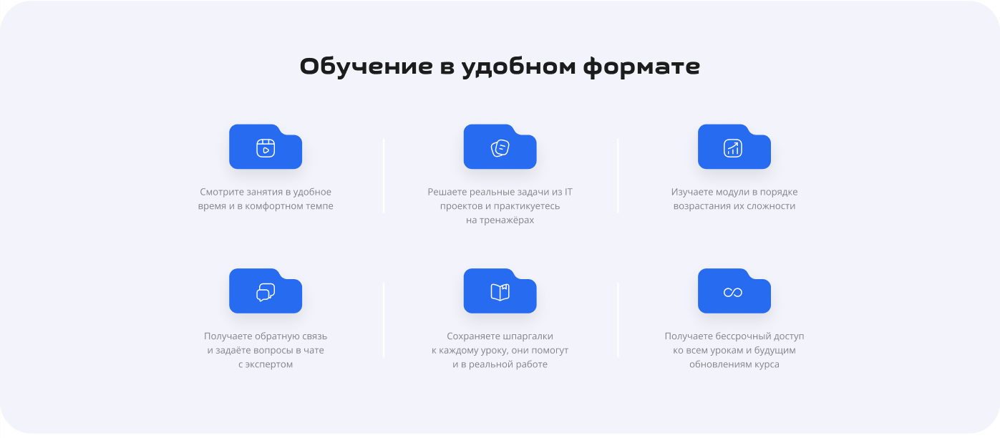 Обучение в удобном формате
Смотрите занятия в удобное
время и в комфортном темпе
Решаете реальные задачи из IT
проектов и практикуетесь
на тренажёрах
Изучаете модули в порядке
возрастания их сложности
Получаете обратную связь
и задаёте вопросы в чате
с экспертом
Сохраняете шпаргалки
к каждому уроку, они помогут
и в реальной работе
Получаете бессрочный доступ
ко всем урокам и будущим
обновлениям курса